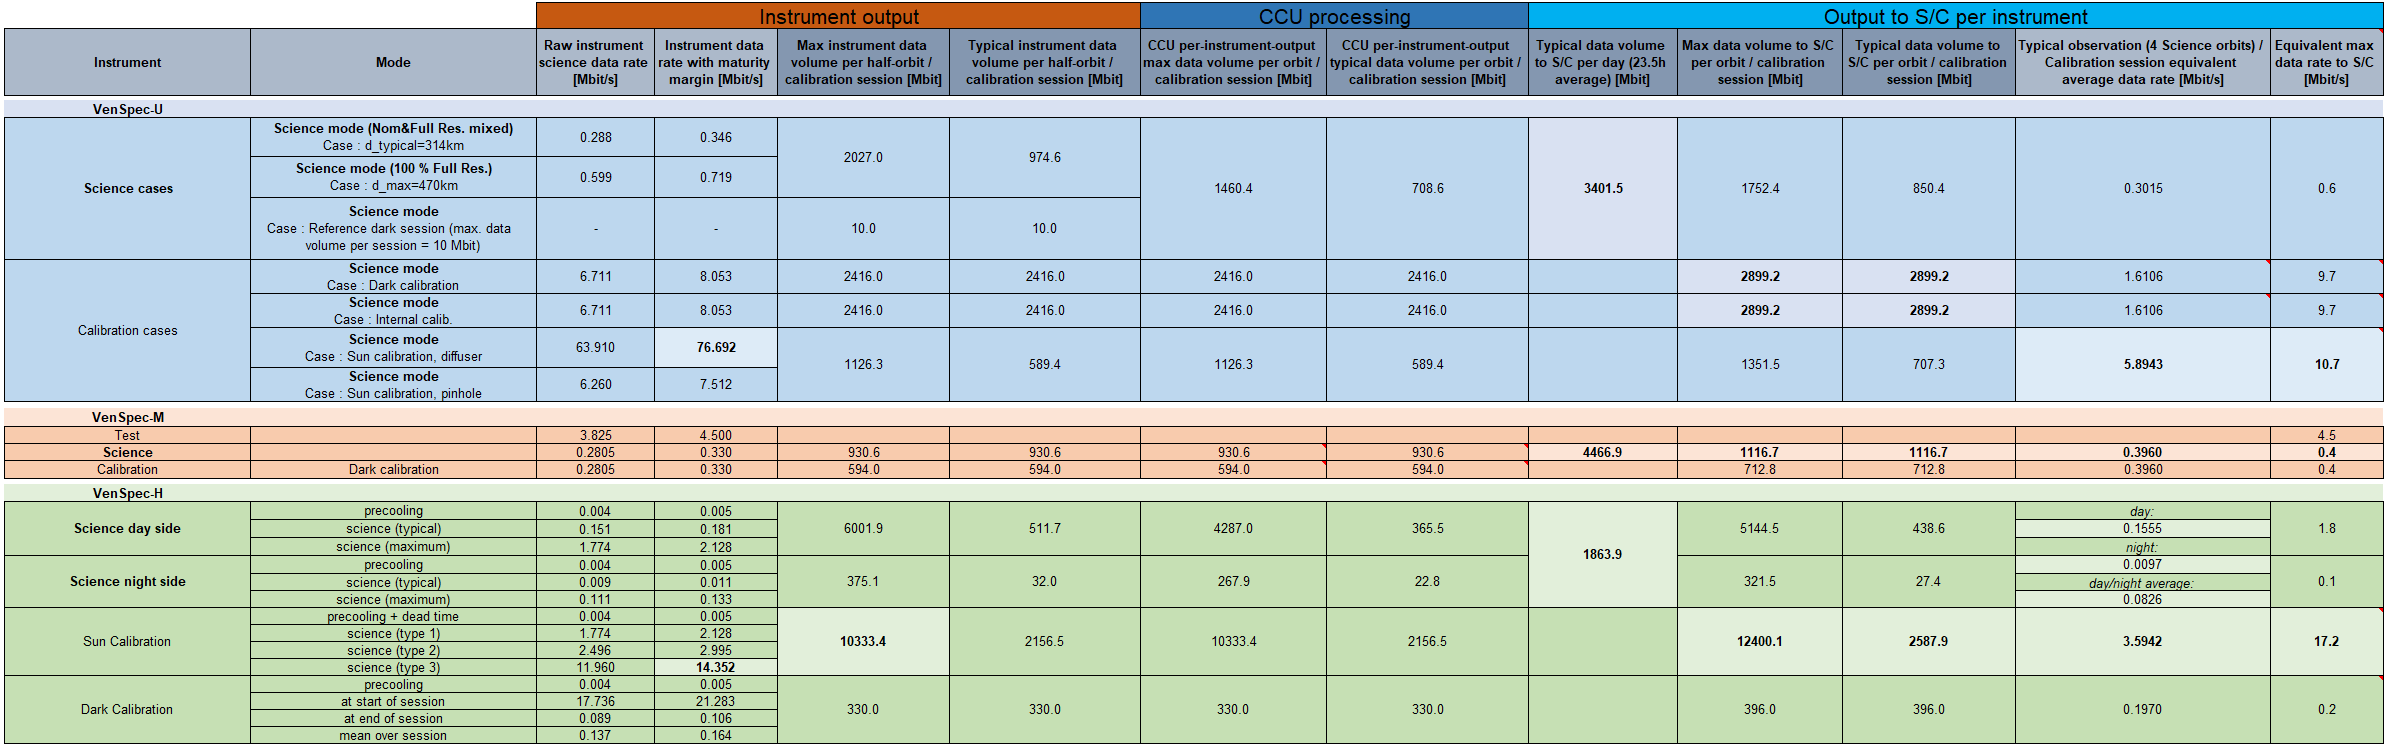 Instrument output CCU processing Output to S/C per instrument
Instrument Mode Raw instrument science data rate [Mbit/s] Instrument data rate with maturity margin [Mbit/s] Max instrument data volume per half-orbit / calibration session [Mbit] Typical instrument data volume per half-orbit / calibration session [Mbit] CCU per-instrument-output max data volume per orbit / calibration session [Mbit] CCU per-instrument-output typical data volume per orbit / calibration session [Mbit] Typical data volume to S/C per day (23.5h average) [Mbit] Max data volume to S/C per orbit / calibration session [Mbit] Typical data volume to S/C per orbit / calibration session [Mbit] Typical observation (4 Science orbits) / Calibration session equivalent average data rate [Mbit/s] Equivalent max data rate to S/C [Mbit/s]
VenSpec-U
Science cases
Science mode (Nom&Full Res. mixed)
Case : d_typical=314km
0.288 0.346 2027.0 974.6
Science mode (100 % Full Res.)
Case : d_max=470km
0.599 0.719
1460.4 708.6 3401.5 1752.4 850.4 0.3015 0.6
Science mode
Case : Reference dark session (max. data
volume per session = 10 Mbit)
- - 10.0 10.0
Calibration cases
Science mode
Case : Dark calibration
6.711 8.053 2416.0 2416.0 2416.0 2416.0 2899.2 2899.2 1.6106 9.7
Science mode
Case : Internal calib.
6.711 8.053 2416.0 2416.0 2416.0 2416.0 2899.2 2899.2 1.6106 9.7
Science mode
Case : Sun calibration, diffuser
63.910 76.692 1126.3 589.4 1126.3 589.4 1351.5 707.3 5.8943 10.7
Science mode
Case : Sun calibration, pinhole
6.260 7.512
VenSpec-M
Test 3.825 4.500 4.5
Science 0.2805 0.330 930.6 930.6 930.6 930.6 4466.9 1116.7 1116.7 0.3960 0.4
Calibration Dark calibration 0.2805 0.330 594.0 594.0 594.0 594.0 712.8 712.8 0.3960 0.4
VenSpec-H
Science day side
precooling 0.004 0.005 day:
science (typical) 0.151 0.181 6001.9 511.7 4287.0 365.5 5144.5 438.6 0.1555 1.8
science (maximum) 1.774 2.128 night:
1863.9
Science night side
precooling 0.004 0.005 0.0097
science (typical) 0.009 0.011 375.1 32.0 267.9 22.8 321.5 27.4 day/night average: 0.1
science (maximum) 0.111 0.133 0.0826
Sun Calibration
precooling + dead time 0.004 0.005
science (type 1) 1.774 2.128
10333.4 2156.5 10333.4 2156.5 12400.1 2587.9 3.5942 17.2
science (type 2) 2.496 2.995
science (type 3) 11.960 14.352
Dark Calibration
precooling 0.004 0.005
at start of session 17.736 21.283
330.0 330.0 330.0 330.0 396.0 396.0 0.1970 0.2
at end of session 0.089 0.106
mean over session 0.137 0.164